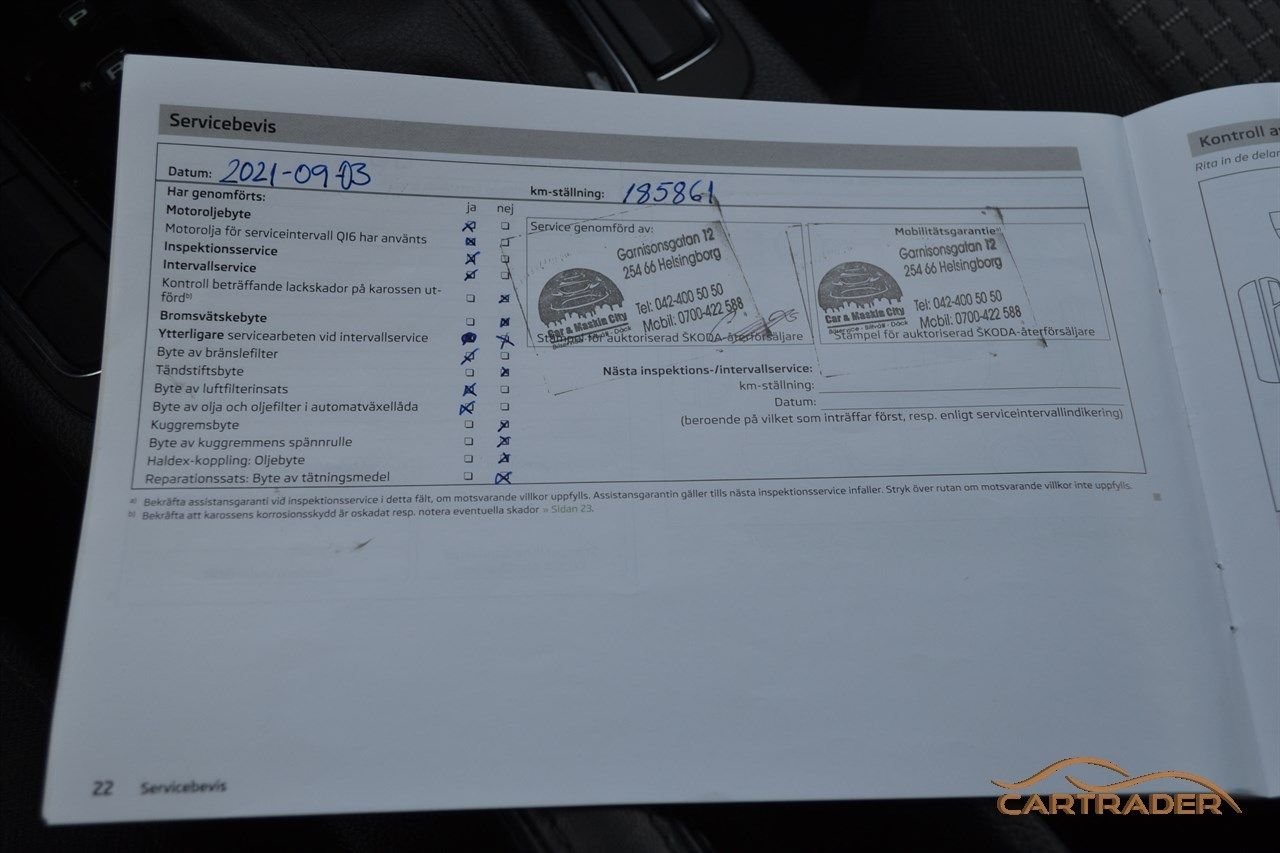 P
R
Servicebevis
Datum: 2021-09-03
km-ställning: 185861
Har genomförts:
ja nej
Motoroljebyte
Motorolja för serviceintervall QI6 har använts
Inspektionsservice
Intervallservice
Kontroll beträffande lackskador på karossen ut-
förd b)
Bromsvätskebyte
Ytterligare servicearbeten vid intervallservice
Byte av bränslefilter
Tändstiftsbyte
Byte av luftfilterinsats
Byte av olja och oljefilter i automatväxellåda
Kuggremsbyte
Byte av kuggremmens spännrulle
Haldex-koppling: Oljebyte
Reparationssats: Byte av tätningsmedel
Service genomförd av:
Garnisonsgatan 12
254 66 Helsingborg
Tel: 042-400 50 50
Mobil: 0700-422 588
Car & Maskin City
Stämpel för auktoriserad ŠKODA-återförsäljare
Mobilitätsgarantie
Garnisonsgatan 12
254 66 Helsingborg
Tel: 042-400 50 50
Mobil: 0700-422 588
Car & Maskin City
Stämpel för auktoriserad ŠKODA-återförsäljare
Nästa inspektions-/intervallservice:
km-ställning:
Datum:
(beroende på vilket som inträffar först, resp. enligt serviceintervallindikering)
a) Bekräfta assistansgaranti vid inspektionsservice i detta fält, om motsvarande villkor uppfylls. Assistansgarantin gäller tills nästa inspektionsservice infaller. Stryk över rutan om motsvarande villkor inte uppfylls.
b) Bekräfta att karossens korrosionsskydd är oskadat resp. notera eventuella skador » Sidan 23.
22 Servicebevis
Kontroll
Rita in de
CARTRADER